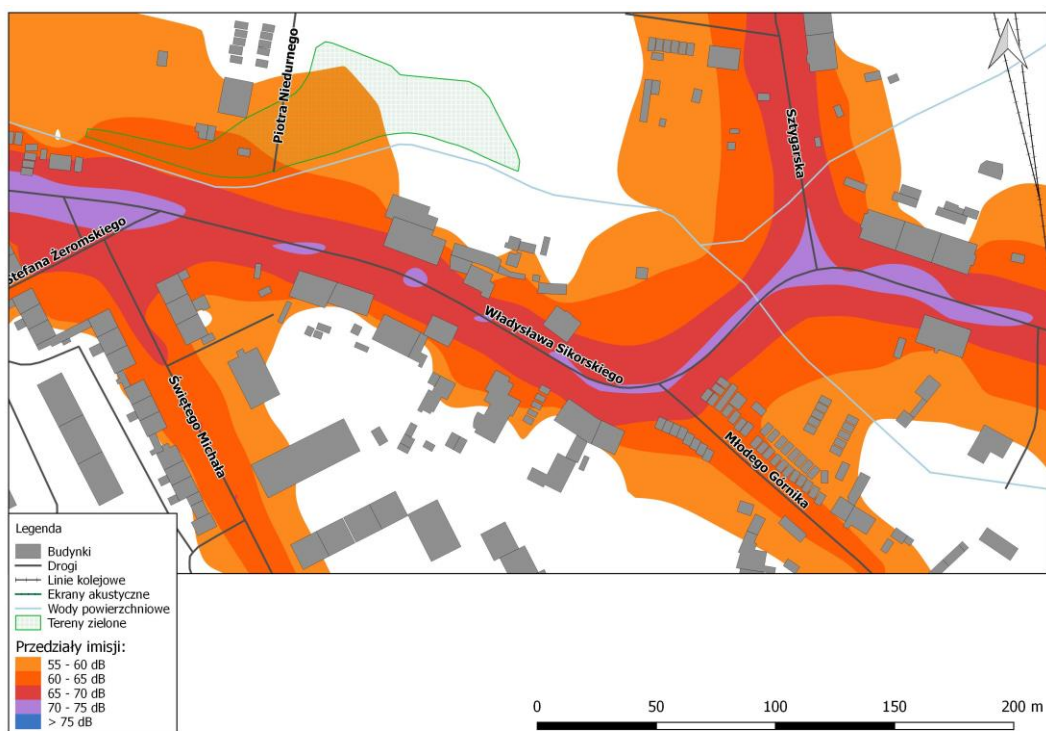 Piotra Niedurnego
Sztygarska
Stefana Żeromskiego
Władysława Sikorskiego
Świętego Michała
Młodego Górnika
Legenda
Budynki
Drogi
Linie kolejowe
Ekrany akustyczne
Wody powierzchniowe
Tereny zielone
Przedziały imisji:
55 - 60 dB
60 - 65 dB
65 - 70 dB
70 - 75 dB
> 75 dB
0 50 100 150 200 m